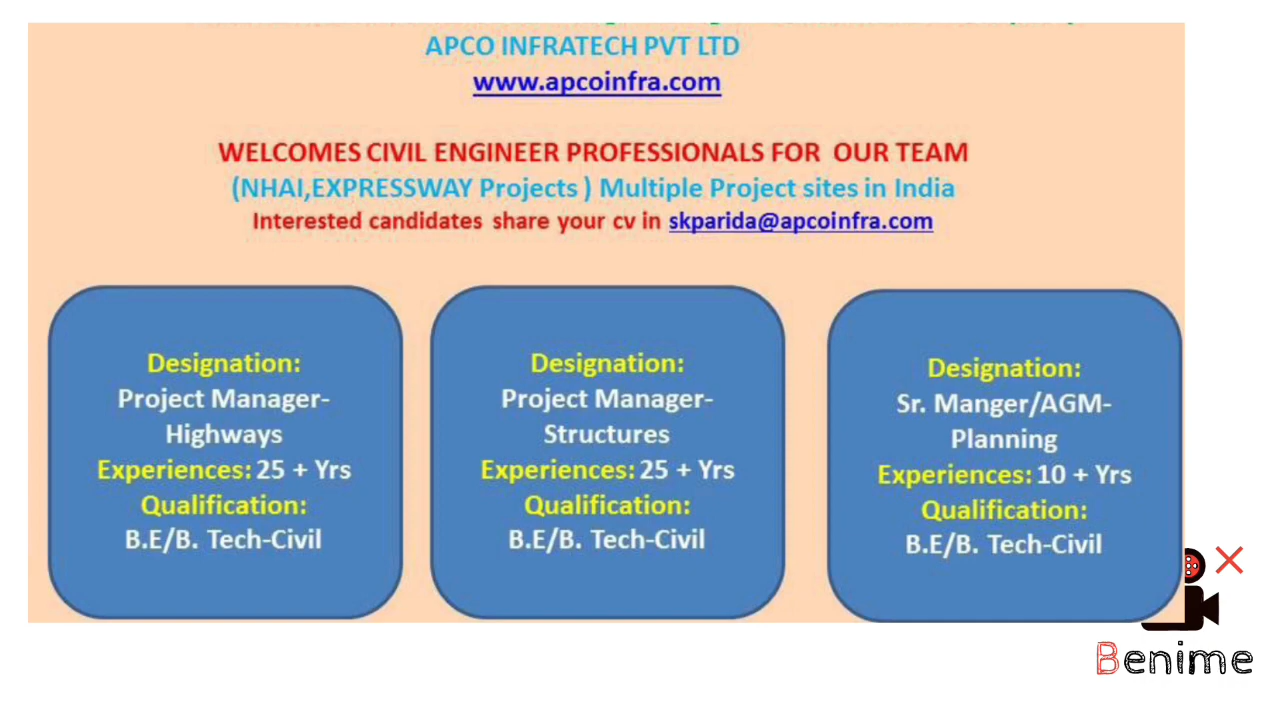 APCO INFRATECH PVT LTD
www.apcoinfra.com
WELCOMES CIVIL ENGINEER PROFESSIONALS FOR OUR TEAM
(NHAI,EXPRESSWAY Projects ) Multiple Project sites in India
Interested candidates share your cv in skparida@apcoinfra.com
Designation:
Project Manager-
Highways
Experiences: 25 + Yrs
Qualification:
B.E/B. Tech-Civil
Designation:
Project Manager-
Structures
Experiences: 25 + Yrs
Qualification:
B.E/B. Tech-Civil
Designation:
Sr. Manger/AGM-
Planning
Experiences: 10 + Yrs
Qualification:
B.E/B. Tech-Civil
Benime